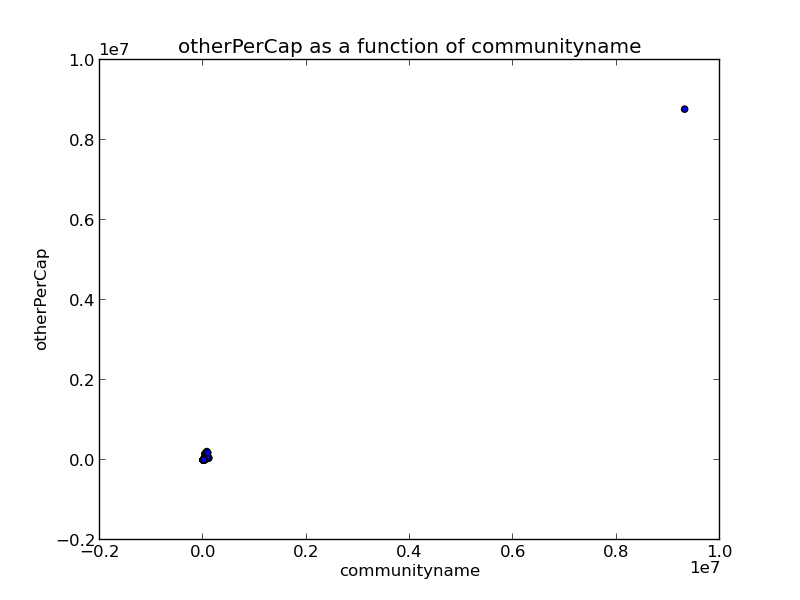 otherPerCap as a function of communityname
1e7
1.0
0.8
0.6
0.4
0.2
0.0
−0.2
otherPerCap
−0.2 0.0 0.2 0.4 0.6 0.8 1.0
communityname
1e7